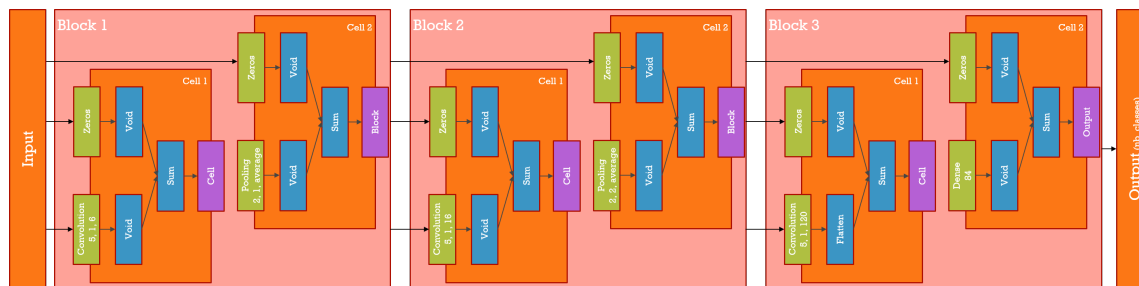 Input
Block 1
Cell 1
Zeros
Void
Convolution
5, 1, 6
Void
Sum
Cell
Cell 2
Zeros
Void
Pooling
2, 1, average
Void
Sum
Block
Block 2
Cell 1
Zeros
Void
Convolution
5, 1, 16
Void
Sum
Cell
Cell 2
Zeros
Void
Pooling
2, 2, average
Void
Sum
Block
Block 3
Cell 1
Zeros
Void
Convolution
5, 1, 120
Flatten
Sum
Cell
Cell 2
Zeros
Void
Dense
84
Void
Sum
Output
Output (nb classes)